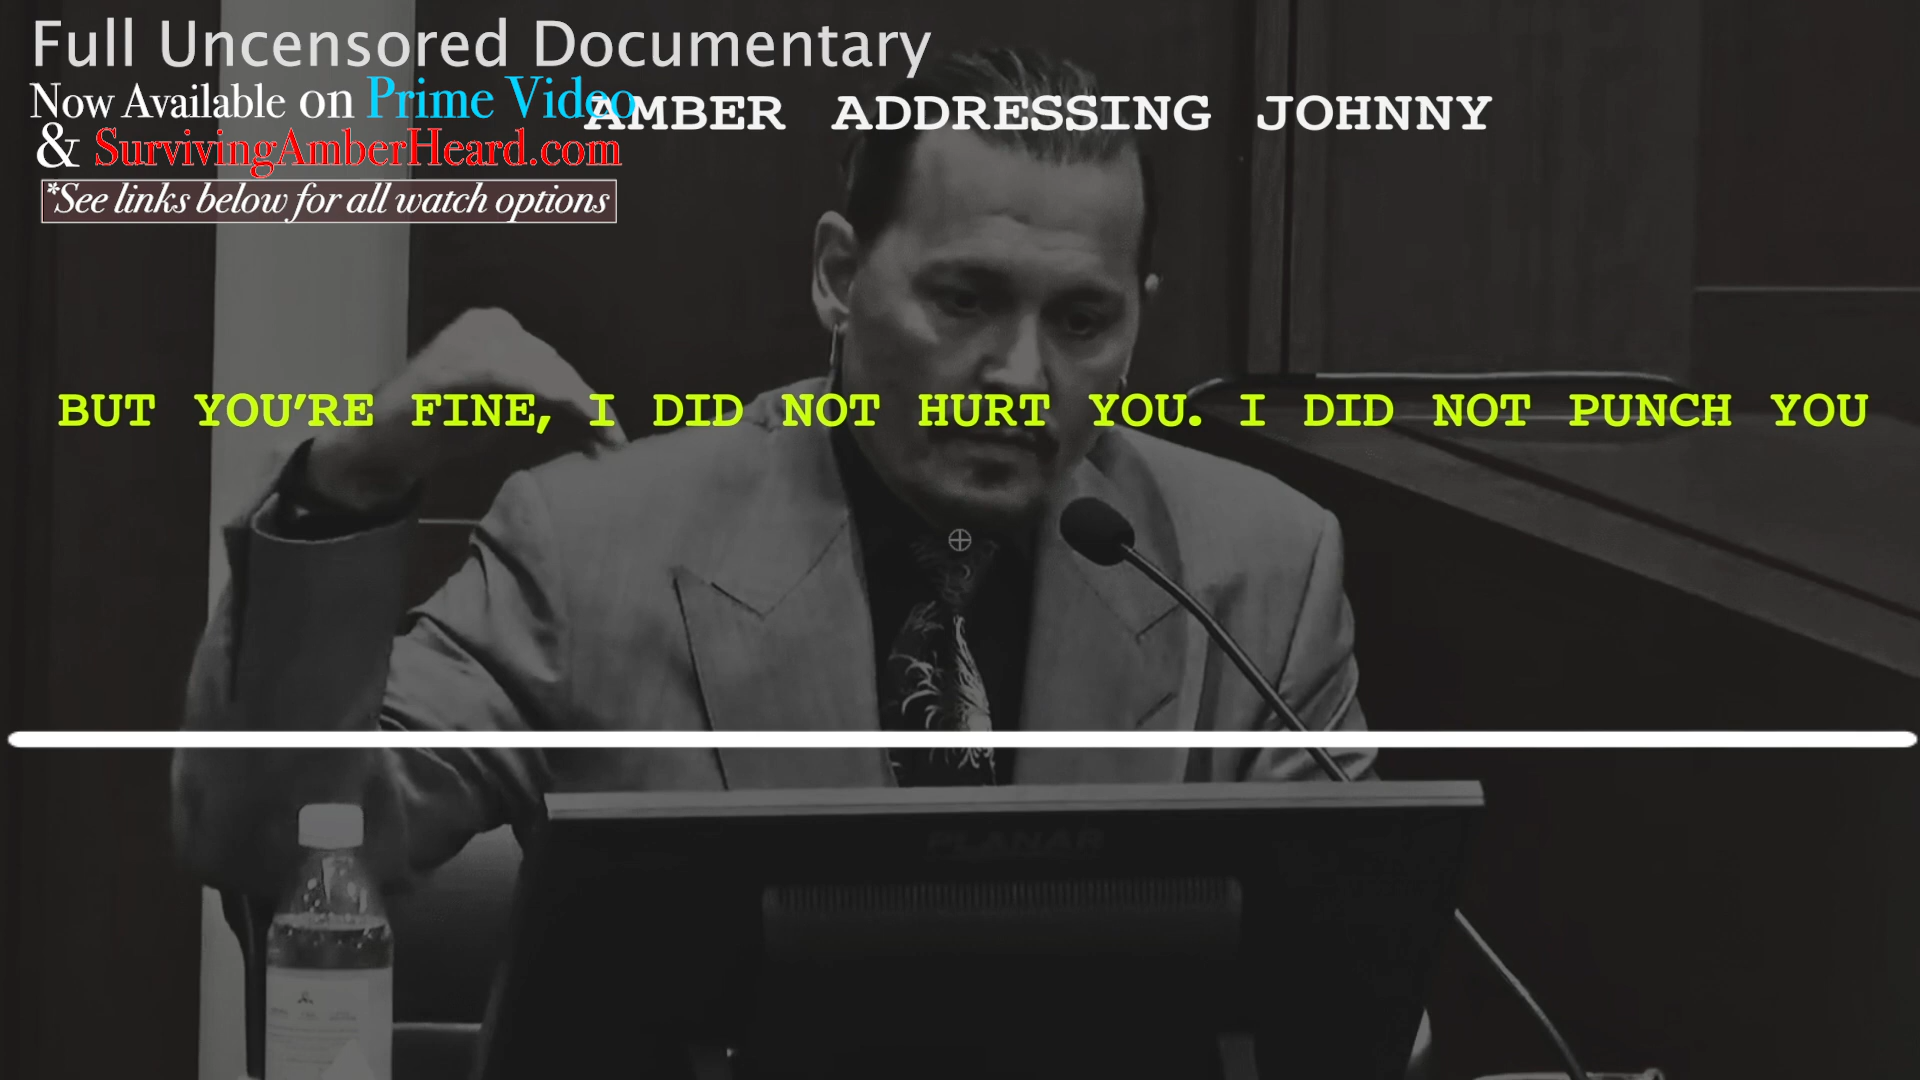 Full Uncensored Documentary
Now Available on Prime Video
& SurvivingAmberHeard.com
*See links below for all watch options
AMBER ADDRESSING JOHNNY
BUT YOU’RE FINE, I DID NOT HURT YOU. I DID NOT PUNCH YOU
PLANAR